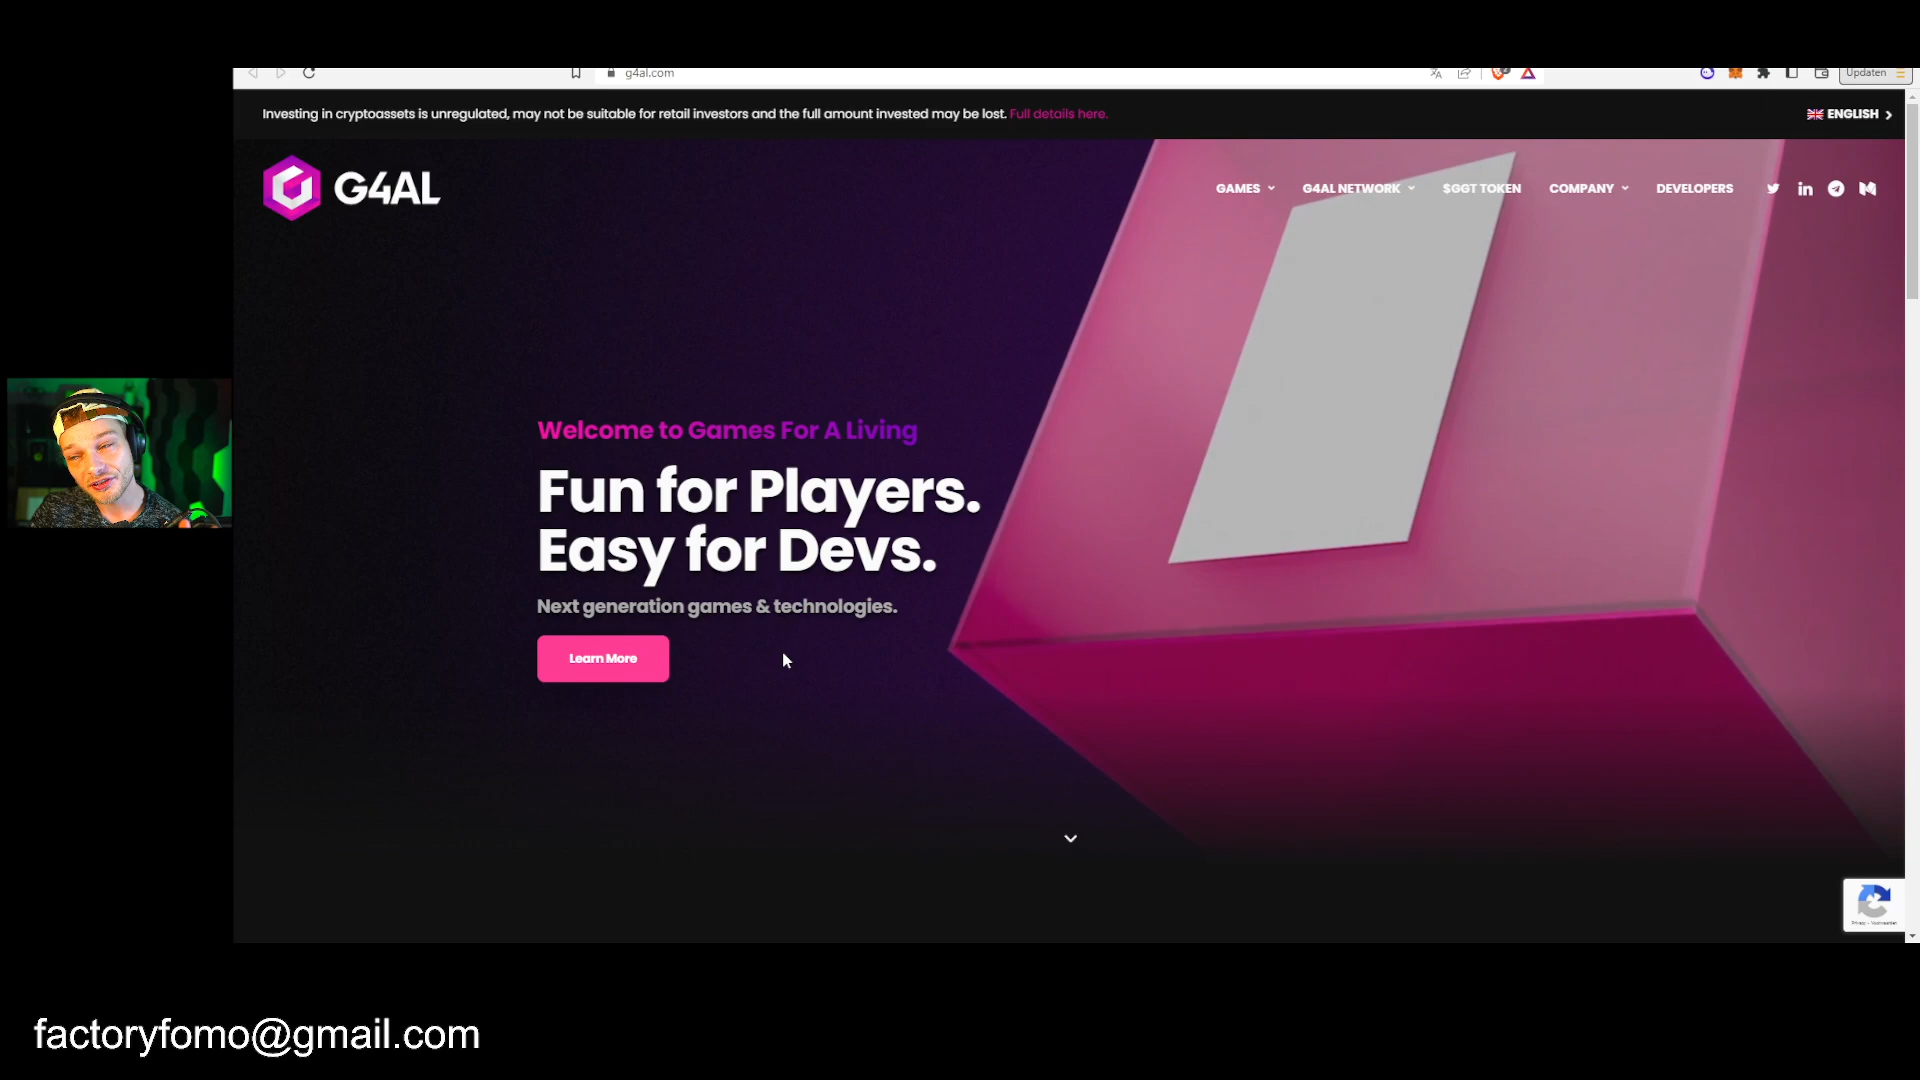 g4al.com
Updaten
Investing in cryptoassets is unregulated, may not be suitable for retail investors and the full amount invested may be lost. Full details here.
ENGLISH
G4AL
GAMES
G4AL NETWORK
$GGT TOKEN
COMPANY
DEVELOPERS
Welcome to Games For A Living
Fun for Players.
Easy for Devs.
Next generation games & technologies.
Learn More
Privacy - Voorwaarden
factoryfomo@gmail.com